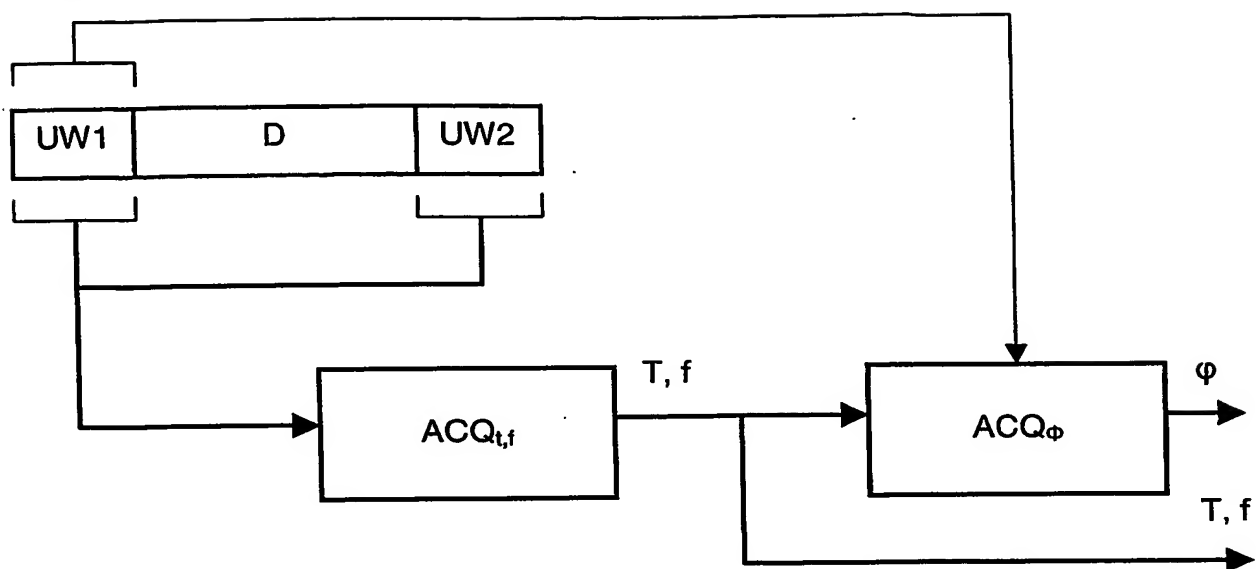 UW1 D UW2
T, f
φ
ACQt,f
ACQΦ
T, f